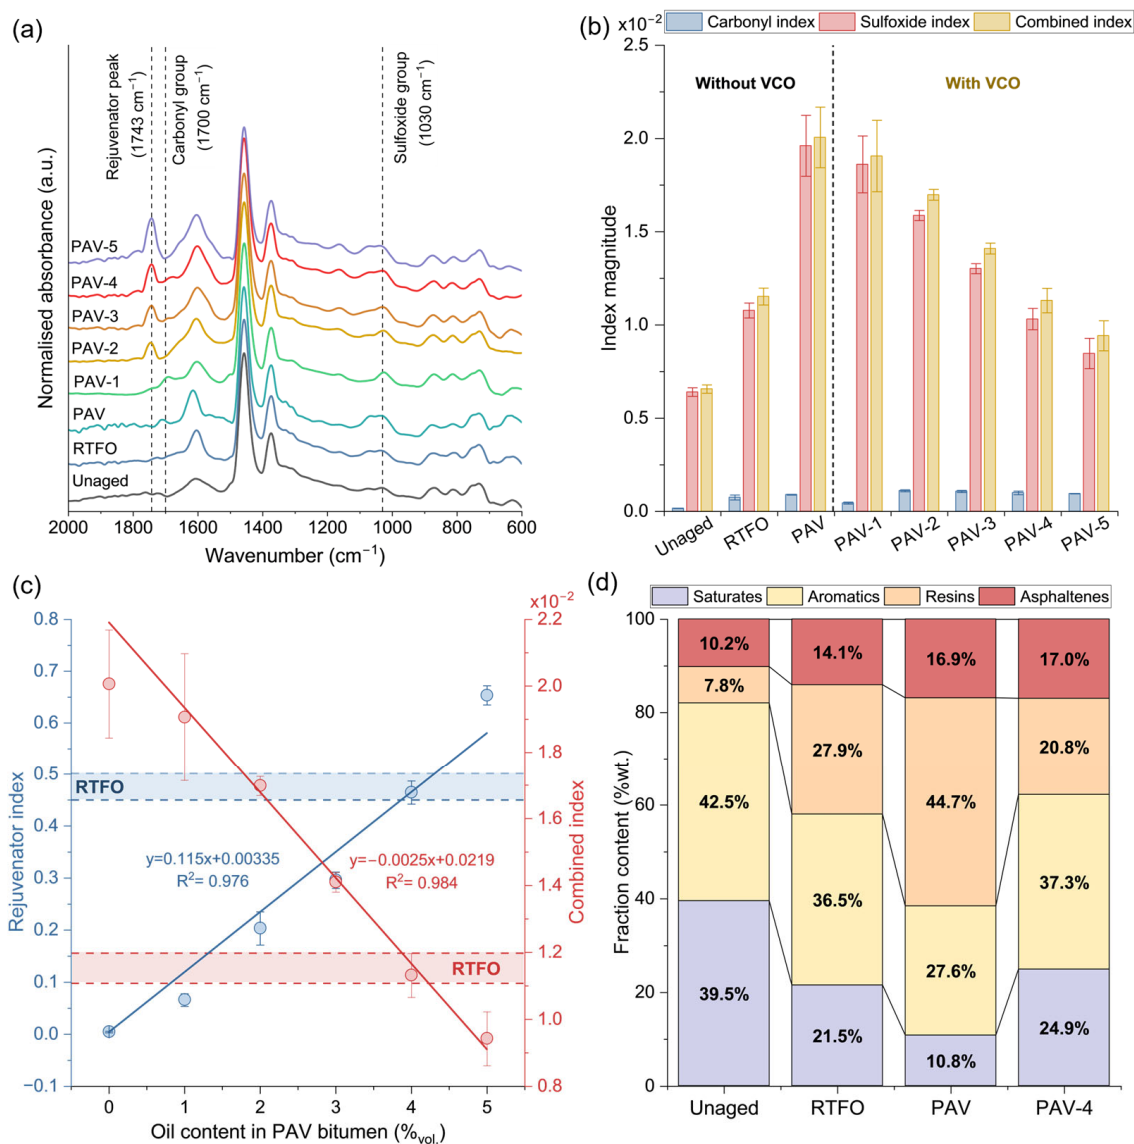 (a)
Rejuvenator peak
(1743 cm⁻¹)
Carbonyl group
(1700 cm⁻¹)
Sulfoxide group
(1030 cm⁻¹)
Normalised absorbance (a.u.)
PAV-5
PAV-4
PAV-3
PAV-2
PAV-1
PAV
RTFO
Unaged
2000 1800 1600 1400 1200 1000 800 600
Wavenumber (cm⁻¹)
(b)
x10⁻²
Carbonyl index Sulfoxide index Combined index
Without VCO
With VCO
Index magnitude
2.5
2.0
1.5
1.0
0.5
0.0
Unaged RTFO PAV PAV-1 PAV-2 PAV-3 PAV-4 PAV-5
(c)
x10⁻²
Rejuvenator index
0.8
0.7
0.6
0.5
0.4
0.3
0.2
0.1
0.0
−0.1
RTFO
y=0.115x+0.00335
R²= 0.976
y=−0.0025x+0.0219
R²= 0.984
RTFO
2.2
2.0
1.8
1.6
1.4
1.2
1.0
0.8
Combined index
0 1 2 3 4 5
Oil content in PAV bitumen (%vol.)
(d)
Saturates Aromatics Resins Asphaltenes
Fraction content (%wt.)
100
80
60
40
20
0
10.2% 14.1% 16.9% 17.0%
7.8% 27.9% 44.7% 20.8%
42.5% 36.5% 27.6% 37.3%
39.5% 21.5% 10.8% 24.9%
Unaged RTFO PAV PAV-4